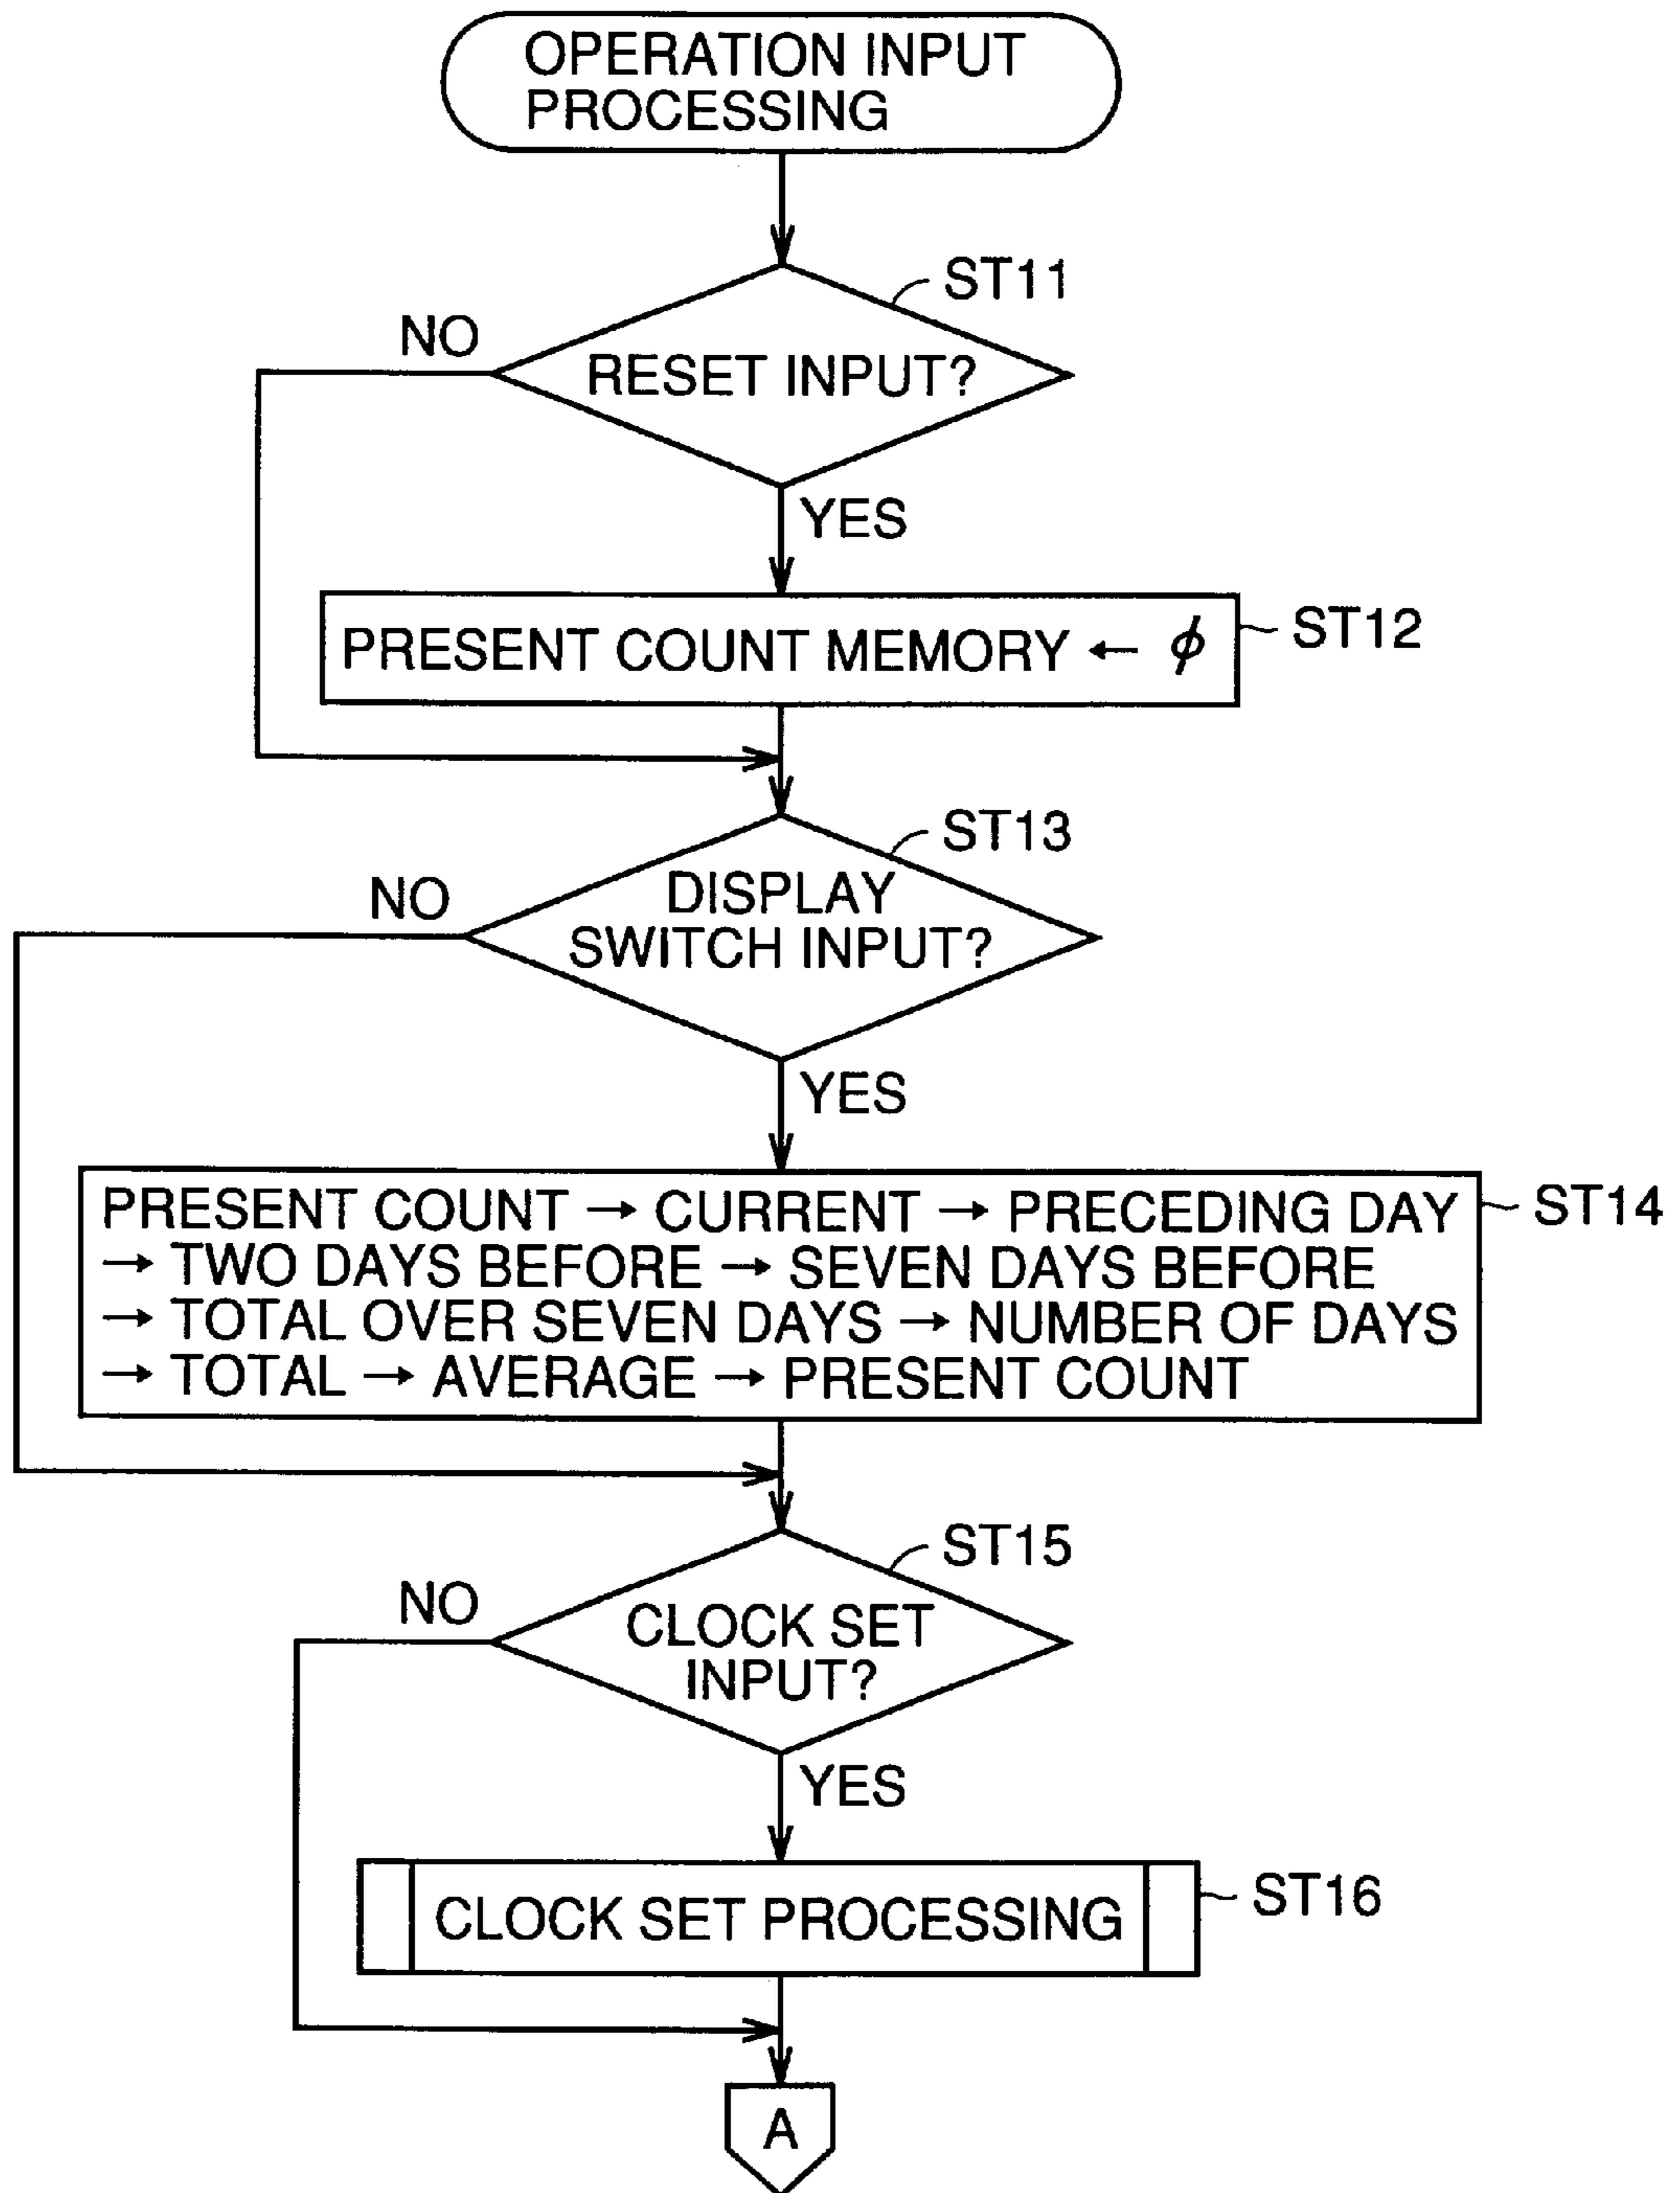 OPERATION INPUT
PROCESSING
ST11
NO
RESET INPUT?
YES
PRESENT COUNT MEMORY ← ϕ
ST12
ST13
NO
DISPLAY
SWITCH INPUT?
YES
PRESENT COUNT → CURRENT → PRECEDING DAY
→ TWO DAYS BEFORE → SEVEN DAYS BEFORE
→ TOTAL OVER SEVEN DAYS → NUMBER OF DAYS
→ TOTAL → AVERAGE → PRESENT COUNT
ST14
ST15
NO
CLOCK SET
INPUT?
YES
CLOCK SET PROCESSING
ST16
A